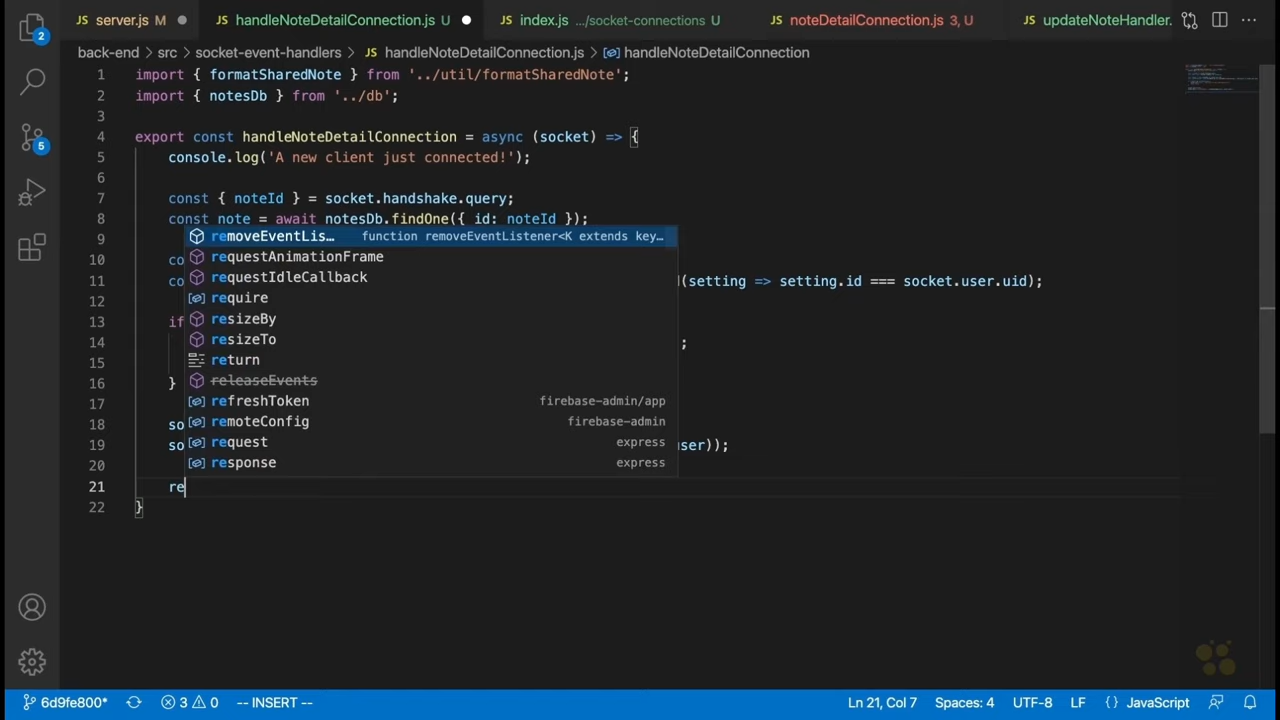 JS server.js M
JS handleNoteDetailConnection.js U
JS index.js .../socket-connections U
JS noteDetailConnection.js 3, U
JS updateNoteHandler.
back-end > src > socket-event-handlers > JS handleNoteDetailConnection.js > handleNoteDetailConnection
1 import { formatSharedNote } from '../util/formatSharedNote';
2 import { notesDb } from '../db';
3
4 export const handleNoteDetailConnection = async (socket) => {
5 console.log('A new client just connected!');
6
7 const { noteId } = socket.handshake.query;
8 const note = await notesDb.findOne({ id: noteId });
9 removeEventLis… function removeEventListener<K extends key…
10 co requestAnimationFrame
11 co requestIdleCallback d(setting => setting.id === socket.user.uid);
12 require
13 if resizeBy
14 resizeTo ;
15 return
16 } releaseEvents
17 refreshToken firebase-admin/app
18 so remoteConfig firebase-admin
19 so request express ser));
20 response express
21 re
22 }
2
5
6d9fe800* 3 0 -- INSERT -- Ln 21, Col 7 Spaces: 4 UTF-8 LF {} JavaScript